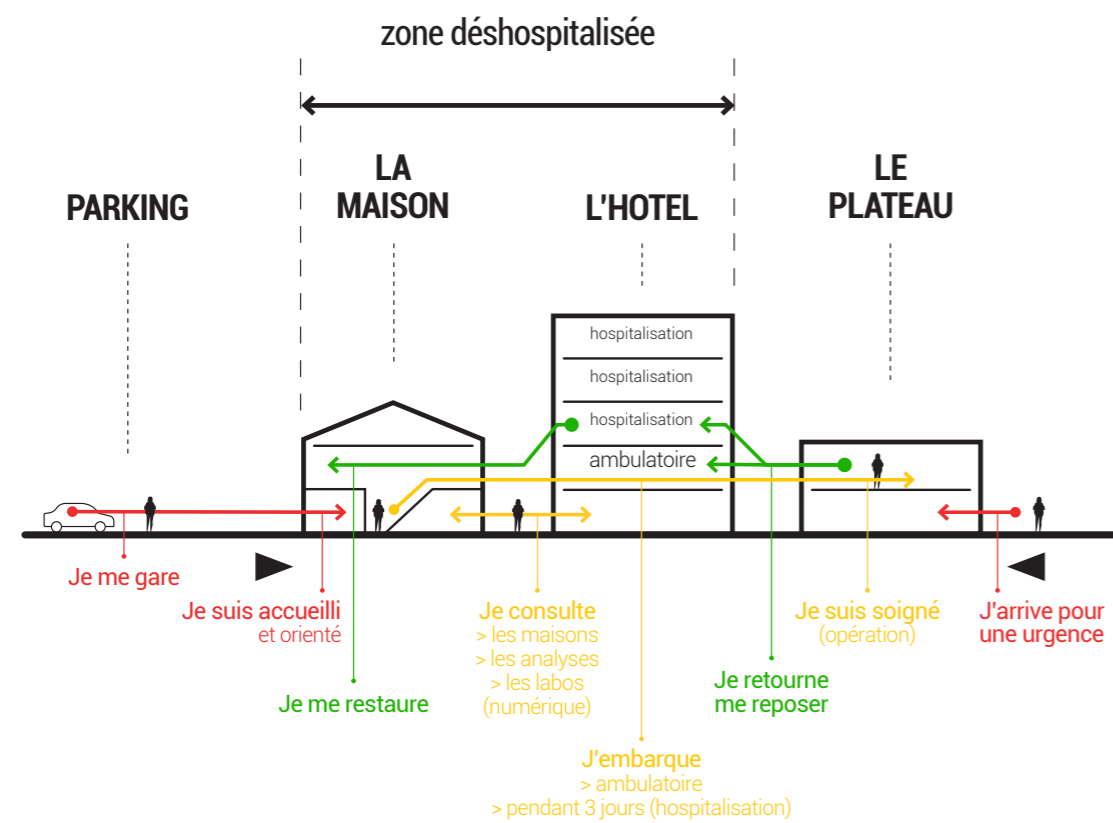 zone déshospitalisée
PARKING
LA
MAISON
L'HOTEL
LE
PLATEAU
hospitalisation
hospitalisation
hospitalisation
ambulatoire
Je me gare
Je suis accueilli
et orienté
Je me restaure
Je consulte
> les maisons
> les analyses
> les labos
(numérique)
J'embarque
> ambulatoire
> pendant 3 jours (hospitalisation)
Je retourne
me reposer
Je suis soigné
(opération)
J'arrive pour
une urgence